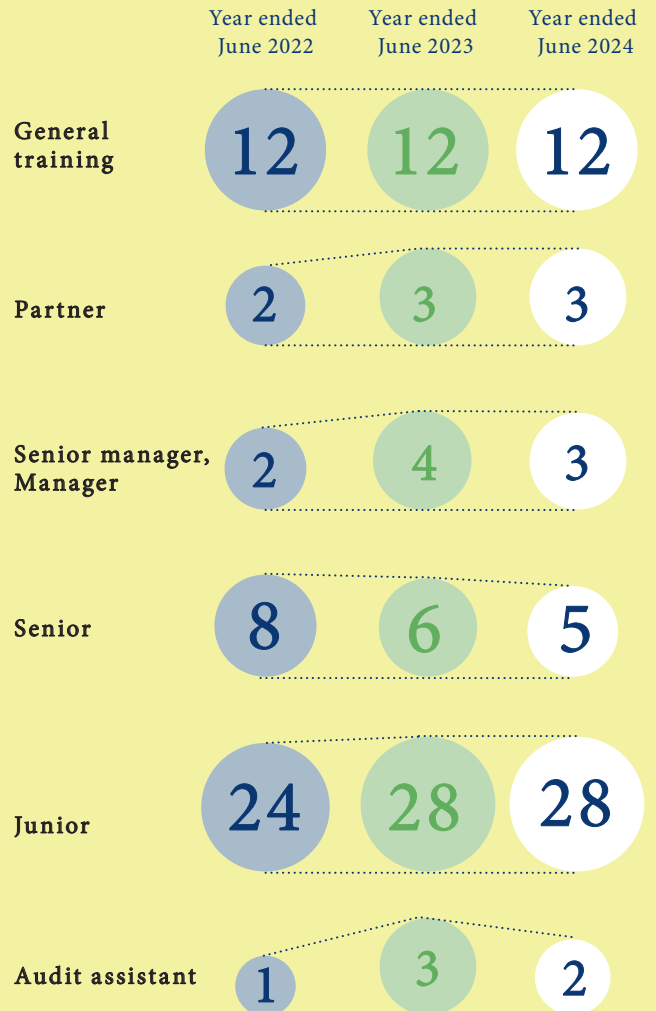 Year ended Year ended Year ended
June 2022 June 2023 June 2024
General
training
12 12 12
Partner
2 3 3
Senior manager,
Manager
2 4 3
Senior
8 6 5
Junior
24 28 28
Audit assistant
1 3 2